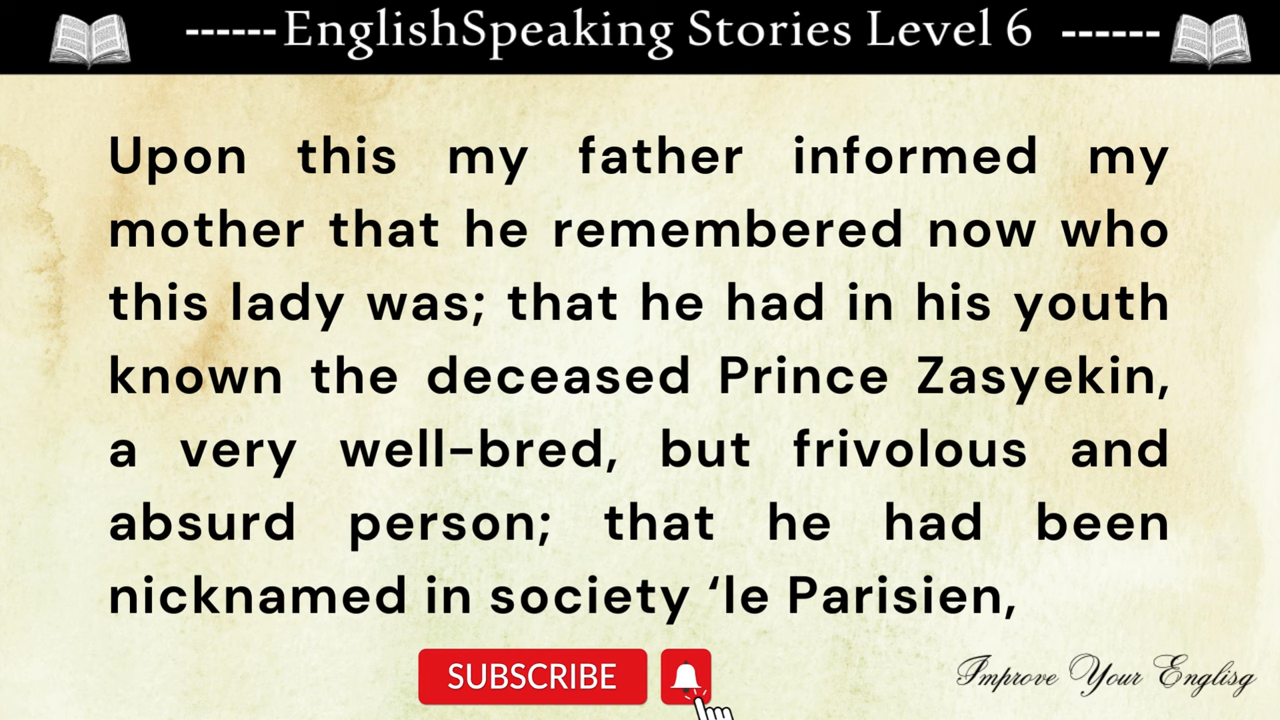 ------EnglishSpeaking Stories Level 6 ------
Upon this my father informed my
mother that he remembered now who
this lady was; that he had in his youth
known the deceased Prince Zasyekin,
a very well-bred, but frivolous and
absurd person; that he had been
nicknamed in society ‘le Parisien,
SUBSCRIBE
Improve Your Englisg